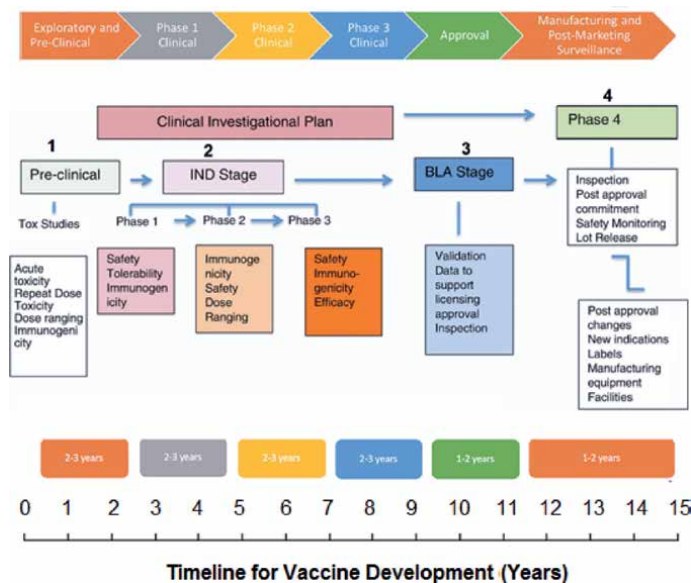 Exploratory and
Pre-Clinical
Phase 1
Clinical
Phase 2
Clinical
Phase 3
Clinical
Approval
Manufacturing and
Post-Marketing
Surveillance
Clinical Investigational Plan
4
Phase 4
1
Pre-clinical
2
IND Stage
3
BLA Stage
Inspection
Post approval
commitment
Safety Monitoring
Lot Release
Tox Studies
Phase 1
Phase 2
Phase 3
Acute
toxicity
Repeat Dose
Toxicity
Dose ranging
Immunogeni
city
Safety
Tolerability
Immunogen
icity
Immunoge
nicity
Safety
Dose
Ranging
Safety
Immuno-
genicity
Efficacy
Validation
Data to
support
licensing
approval
Inspection
Post approval
changes
New indications
Labels
Manufacturing
equipment
Facilities
2-3 years
2-3 years
2-3 years
2-3 years
1-2 years
1-2 years
0 1 2 3 4 5 6 7 8 9 10 11 12 13 14 15
Timeline for Vaccine Development (Years)